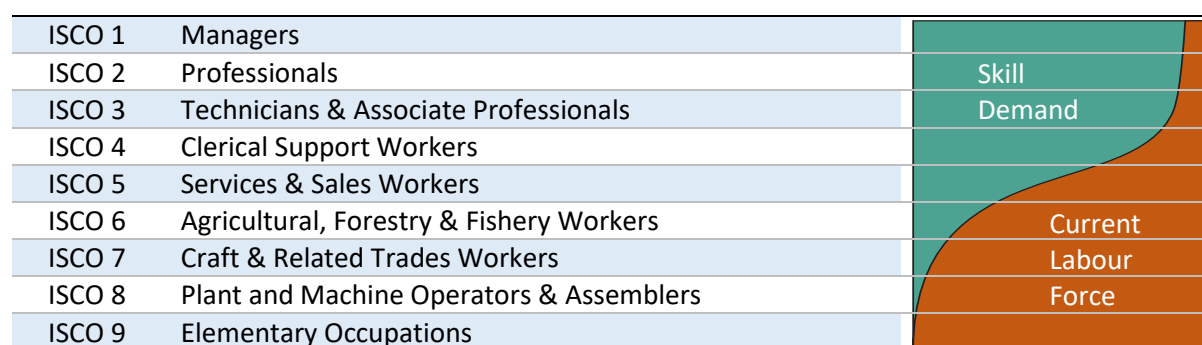 ISCO 1 Managers
ISCO 2 Professionals Skill
ISCO 3 Technicians & Associate Professionals Demand
ISCO 4 Clerical Support Workers
ISCO 5 Services & Sales Workers
ISCO 6 Agricultural, Forestry & Fishery Workers Current
ISCO 7 Craft & Related Trades Workers Labour
ISCO 8 Plant and Machine Operators & Assemblers Force
ISCO 9 Elementary Occupations